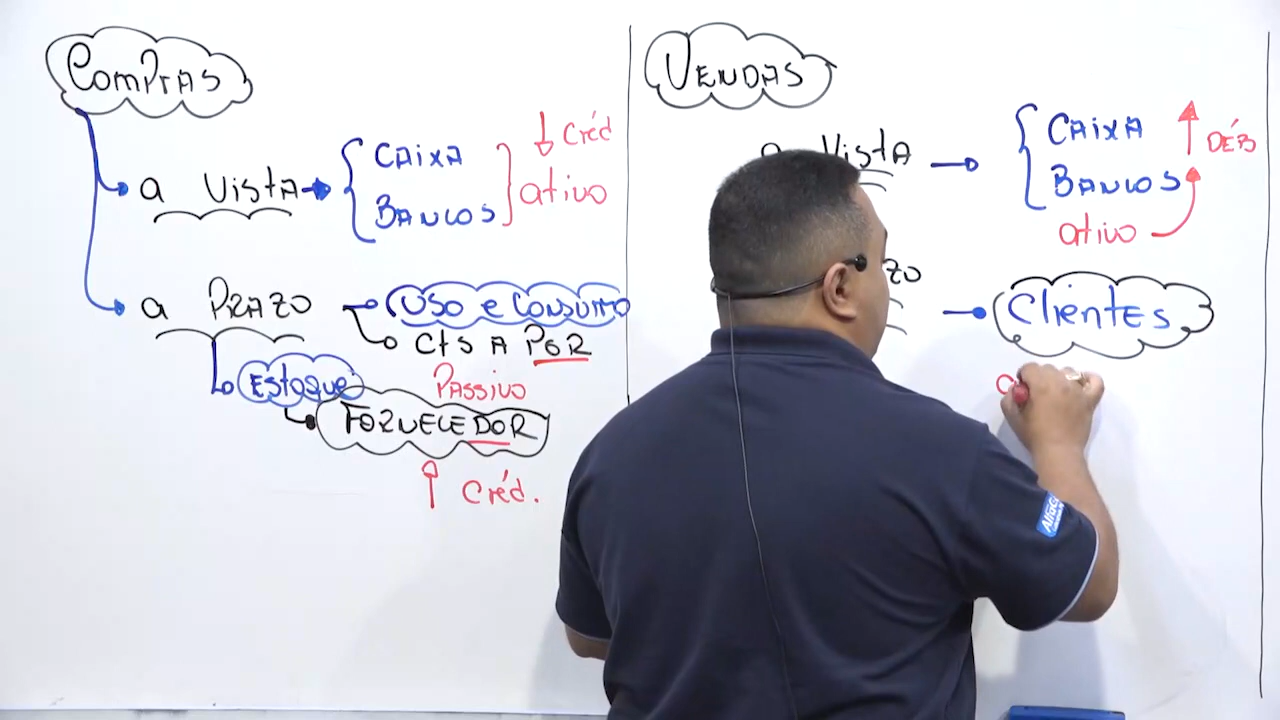 COMPRAS
a VistA
CAIXA
BANCOS
↓ Créd
ativo
a PRAZO
USO E CONSUMO
CtS A PGR
PASSIVO
EStOQUE
FORNECEDOR
↑ Créd.
VENDAS
a VistA
CAIXA
BANCOS
↑ DÉB
ativo
ZO
ClientES
a